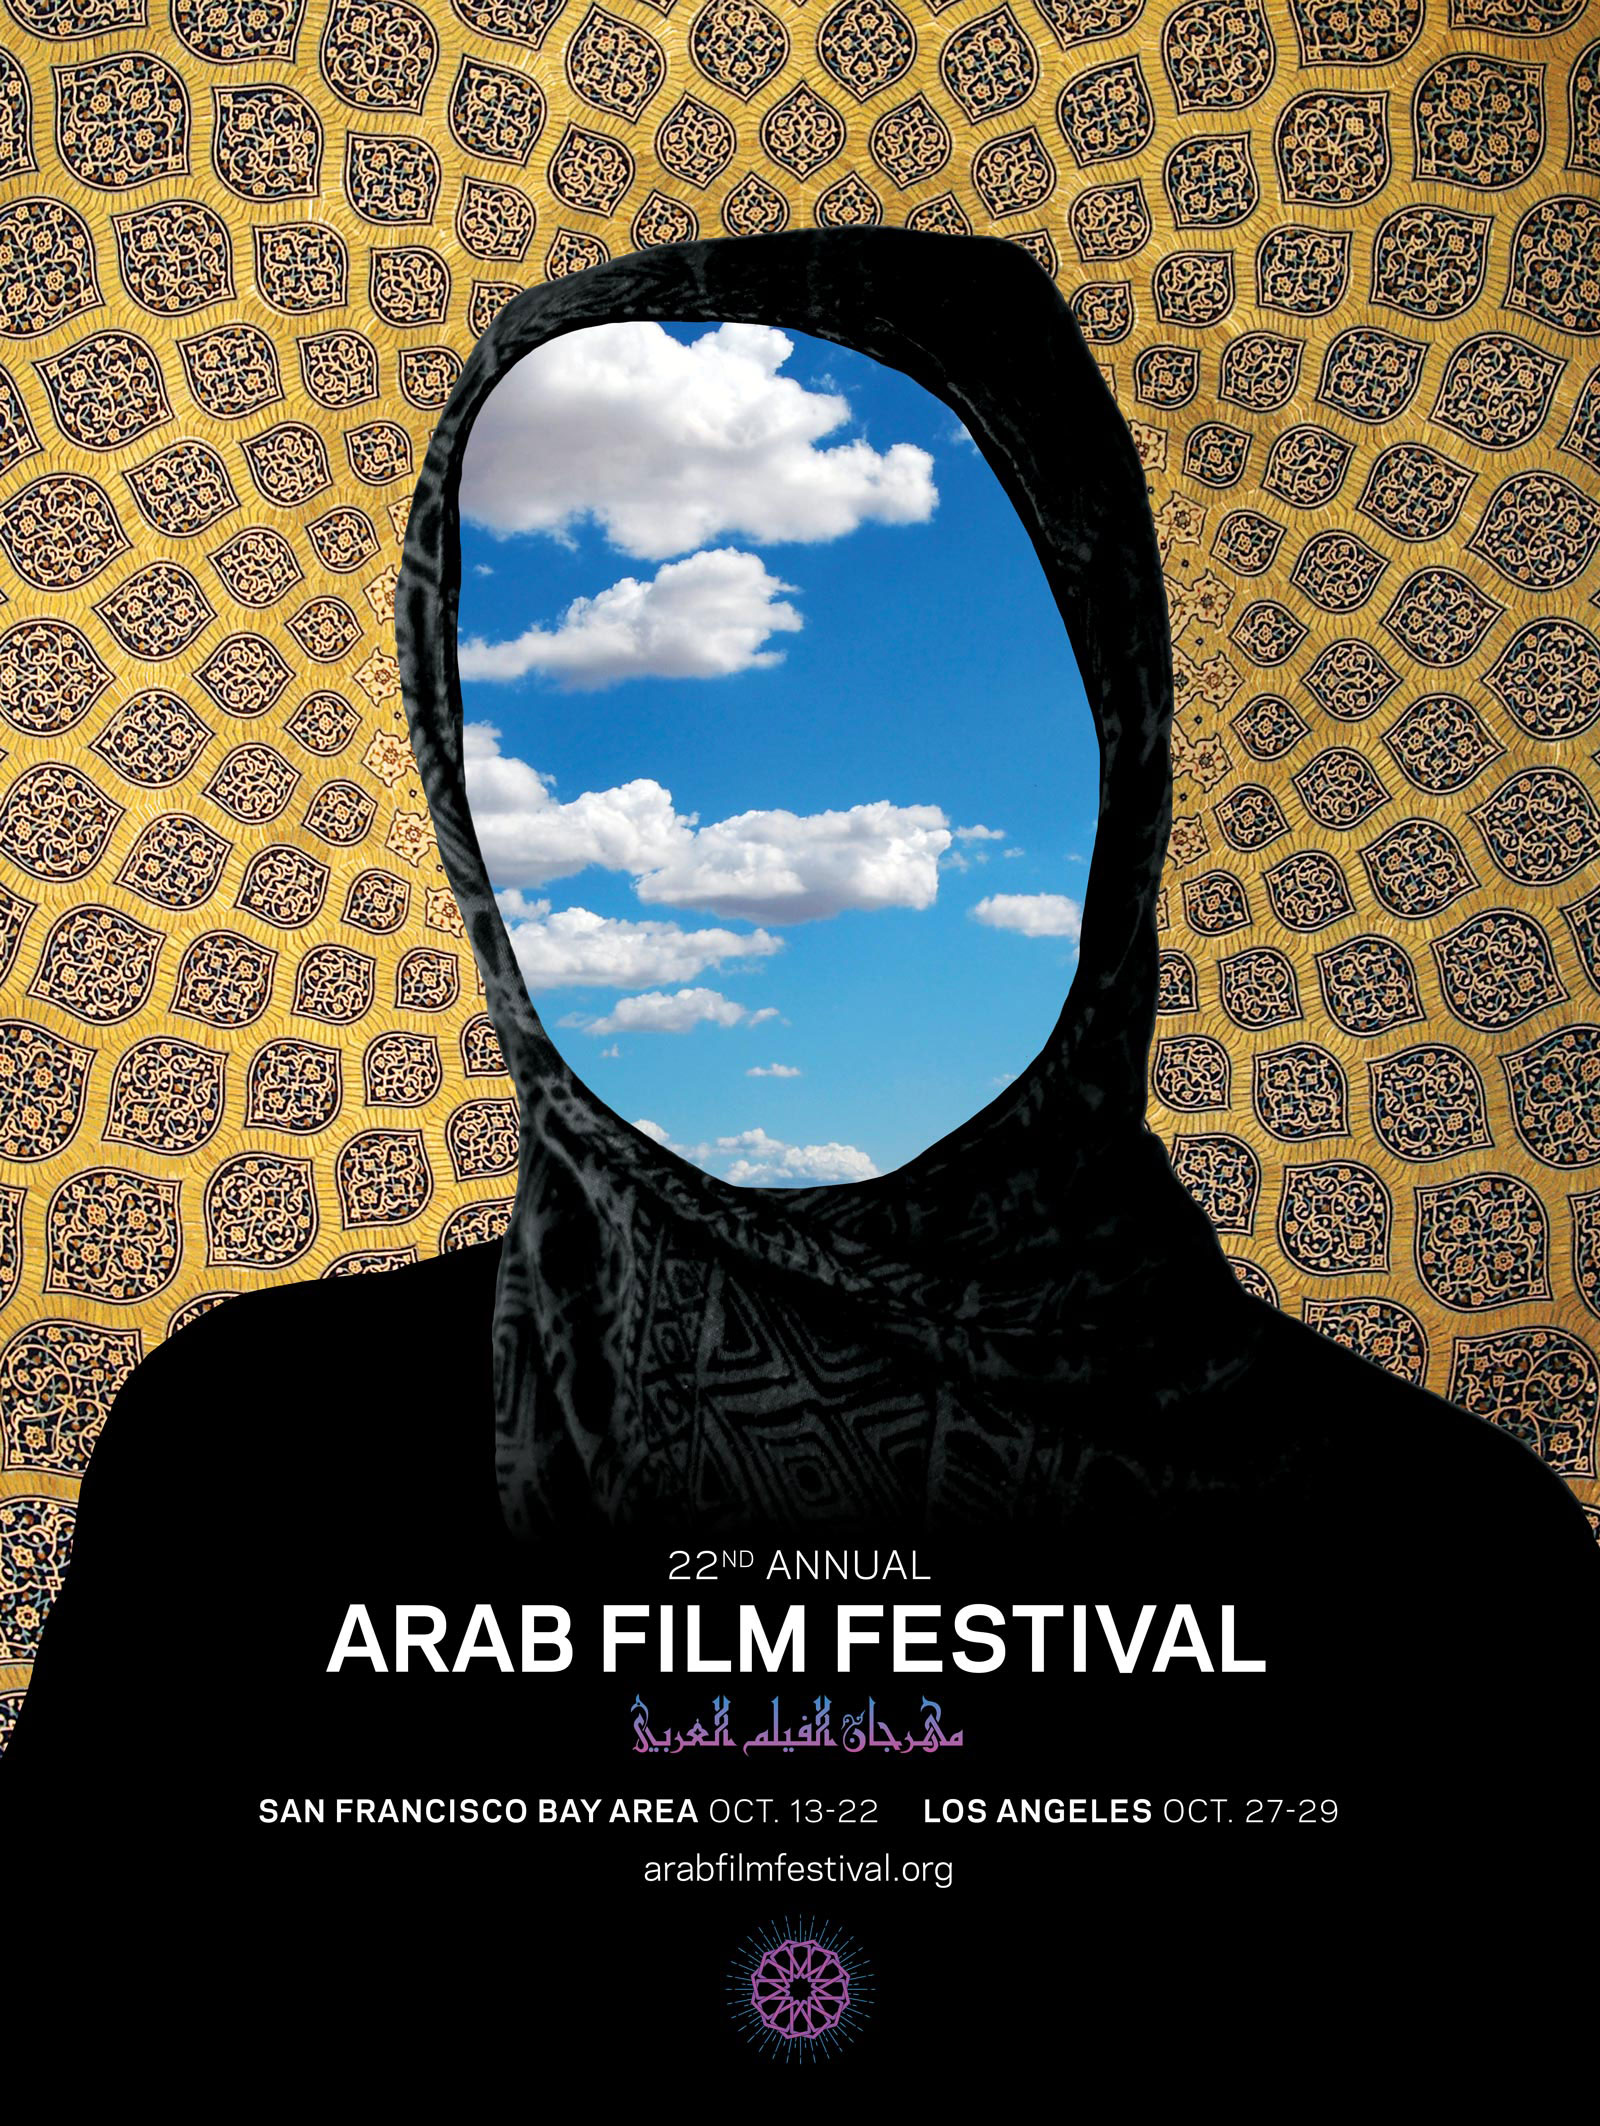 22ND ANNUAL
ARAB FILM FESTIVAL
مهرجان الفيلم العربي
SAN FRANCISCO BAY AREA OCT. 13-22 LOS ANGELES OCT. 27-29
arabfilmfestival.org